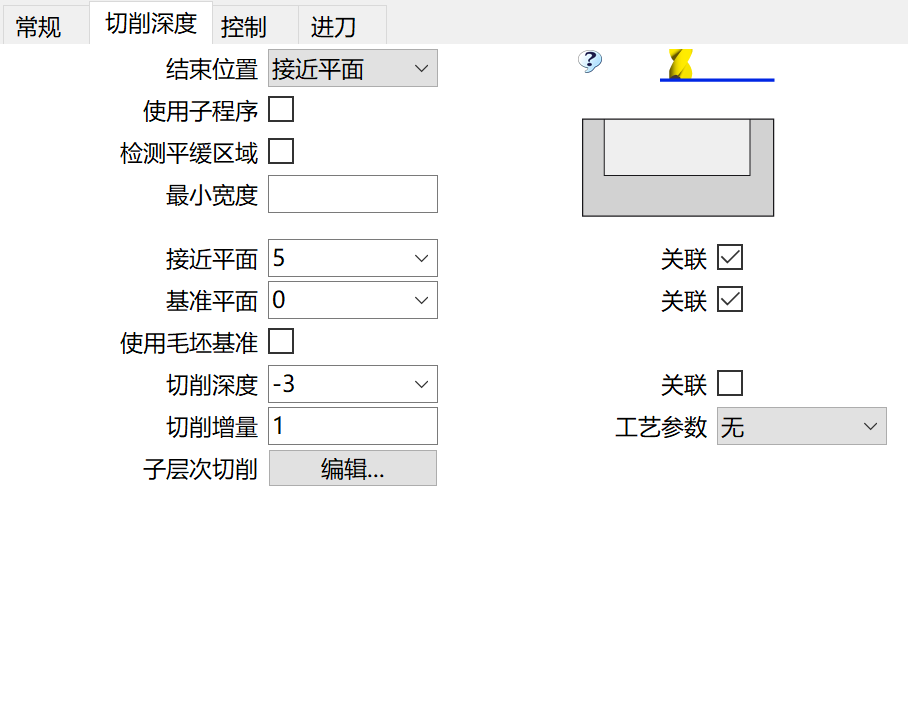 常规 切削深度 控制 进刀
结束位置 接近平面
使用子程序
检测平缓区域
最小宽度
接近平面 5 关联
基准平面 0 关联
使用毛坯基准
切削深度 -3 关联
切削增量 1 工艺参数 无
子层次切削 编辑...